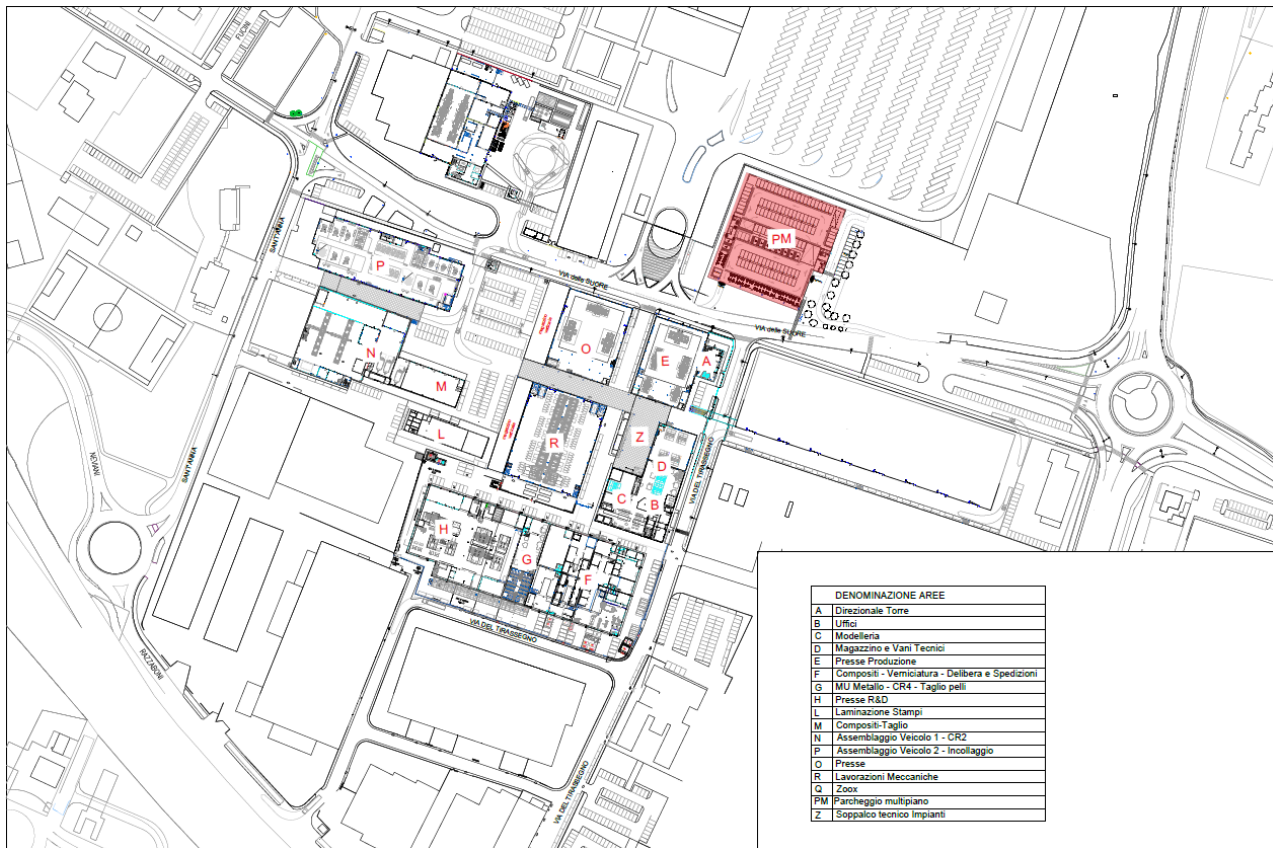 FUCINI
SANT'ANNA
P
VIA delle SUORE
PM
VIA delle SUORE
O
E
A
N
M
R
L
Z
D
C
B
VIA DEL TIRASSEGNO
NEVIANI
SANT'ANNA
H
G
F
VIA DEL TIRASSEGNO
RAZZABUNI
VIA DEL TIRASSEGNO
DENOMINAZIONE AREE
A Direzionale Torre
B Uffici
C Modelleria
D Magazzino e Vani Tecnici
E Presse Produzione
F Compositi - Verniciatura - Delibera e Spedizioni
G MU Metallo - CR4 - Taglio pelli
H Presse R&D
L Laminazione Stampi
M Compositi-Taglio
N Assemblaggio Veicolo 1 - CR2
P Assemblaggio Veicolo 2 - Incollaggio
O Presse
R Lavorazioni Meccaniche
Q Zoox
PM Parcheggio multipiano
Z Soppalco tecnico Impianti